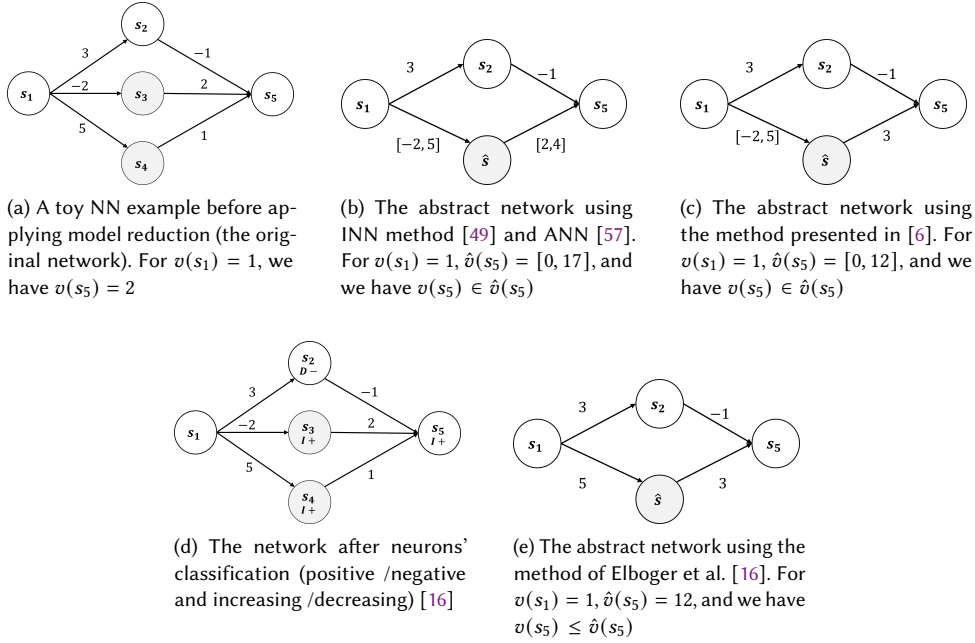 s₂
3
−1
s₁
−2
s₃
2
s₅
5
1
s₄
(a) A toy NN example before ap-
plying model reduction (the orig-
inal network). For v(s₁) = 1, we
have v(s₅) = 2
s₂
3
−1
s₁
s₅
[−2, 5]
[2,4]
ŝ
(b) The abstract network using
INN method [49] and ANN [57].
For v(s₁) = 1, v̂(s₅) = [0, 17], and
we have v(s₅) ∈ v̂(s₅)
s₂
3
−1
s₁
s₅
[−2, 5]
3
ŝ
(c) The abstract network using
the method presented in [6]. For
v(s₁) = 1, v̂(s₅) = [0, 12], and we
have v(s₅) ∈ v̂(s₅)
s₂
D −
3
−1
s₁
−2
s₃
I +
2
s₅
I +
5
1
s₄
I +
(d) The network after neurons'
classification (positive /negative
and increasing /decreasing) [16]
s₂
3
−1
s₁
s₅
5
3
ŝ
(e) The abstract network using the
method of Elboger et al. [16]. For
v(s₁) = 1, v̂(s₅) = 12, and we have
v(s₅) ≤ v̂(s₅)